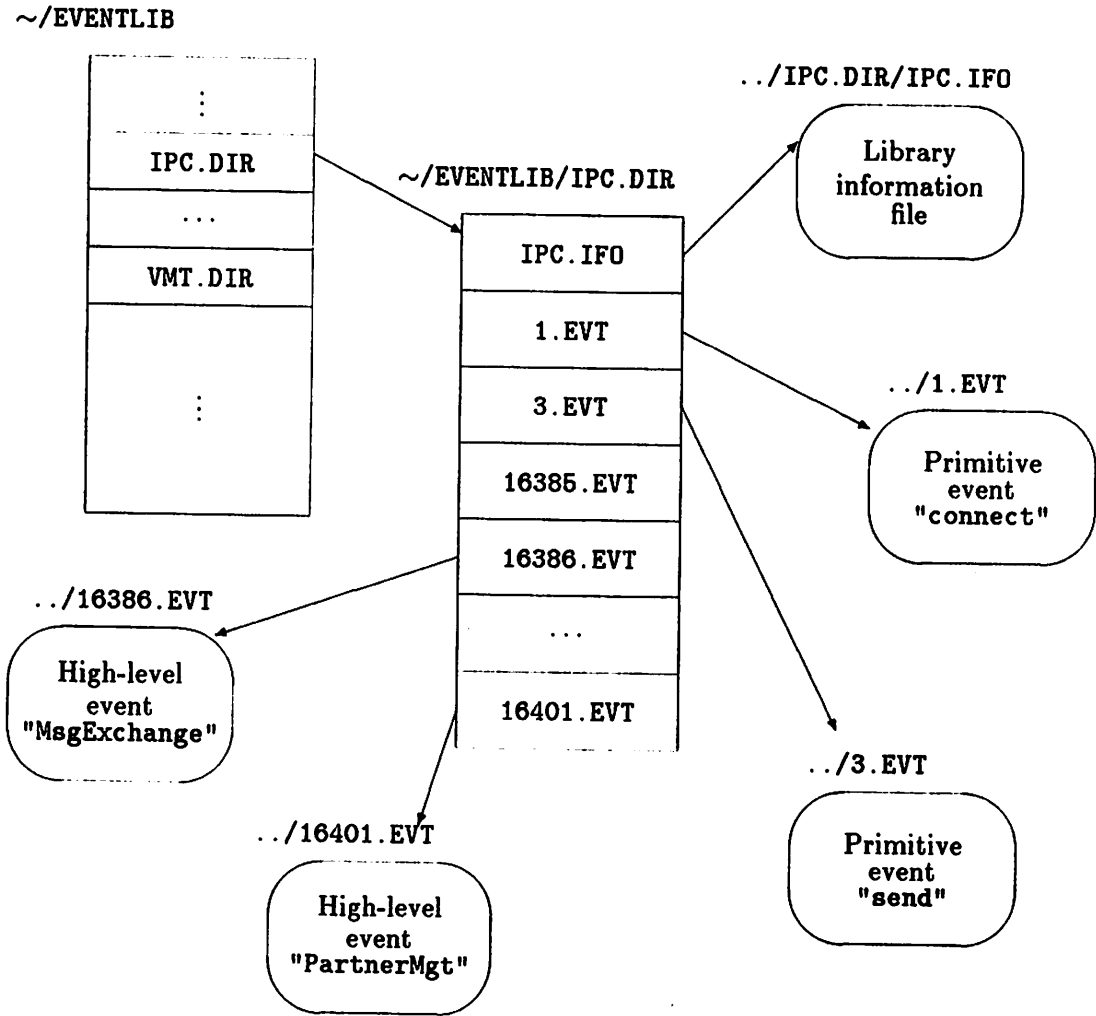 ~/EVENTLIB
⋮
IPC.DIR
...
VMT.DIR
⋮
~/EVENTLIB/IPC.DIR
IPC.IFO
1.EVT
3.EVT
16385.EVT
16386.EVT
...
16401.EVT
../IPC.DIR/IPC.IFO
Library
information
file
../1.EVT
Primitive
event
"connect"
../3.EVT
Primitive
event
"send"
../16386.EVT
High-level
event
"MsgExchange"
../16401.EVT
High-level
event
"PartnerMgt"